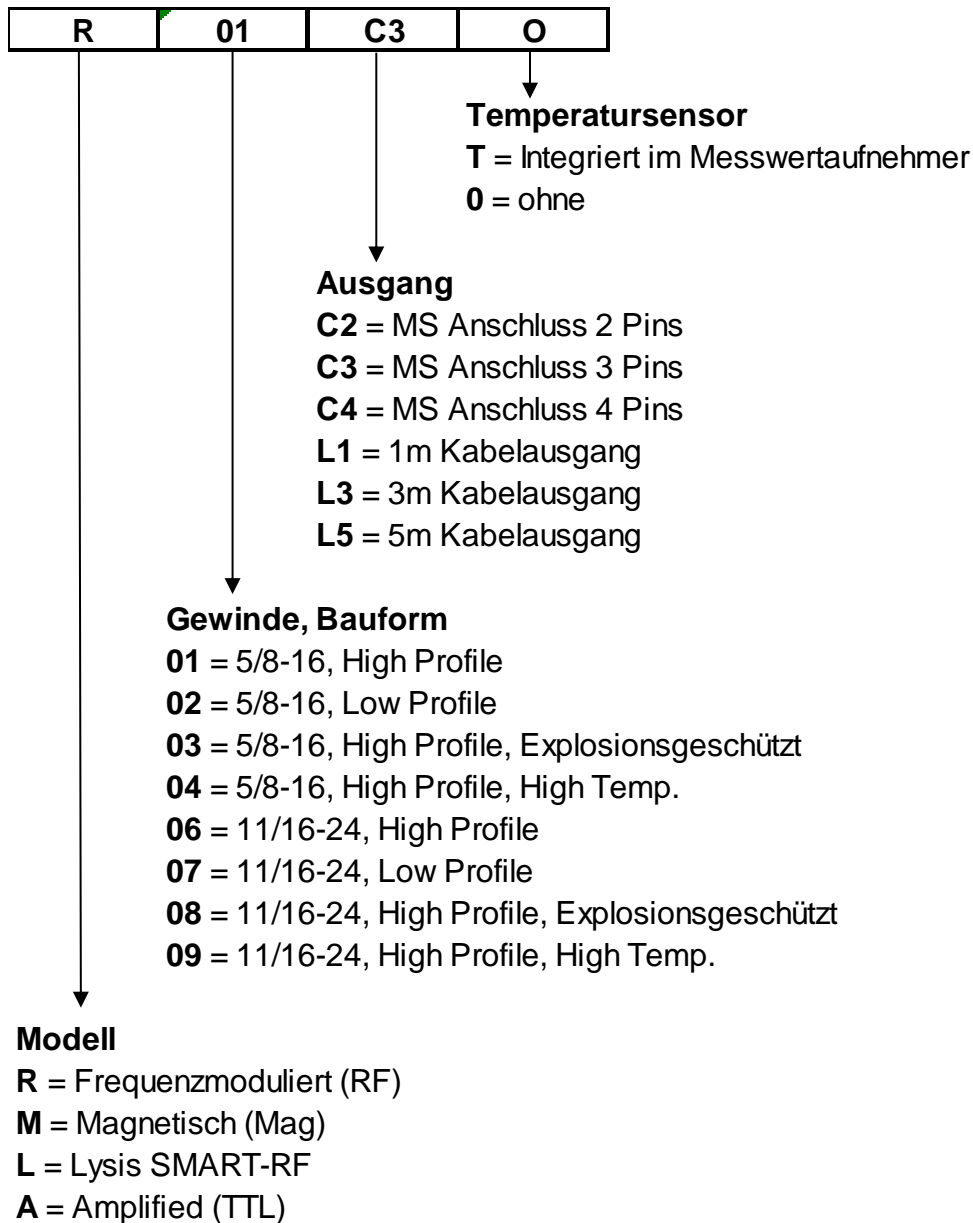 R 01 C3 O
Temperatursensor
T = Integriert im Messwertaufnehmer
0 = ohne
Ausgang
C2 = MS Anschluss 2 Pins
C3 = MS Anschluss 3 Pins
C4 = MS Anschluss 4 Pins
L1 = 1m Kabelausgang
L3 = 3m Kabelausgang
L5 = 5m Kabelausgang
Gewinde, Bauform
01 = 5/8-16, High Profile
02 = 5/8-16, Low Profile
03 = 5/8-16, High Profile, Explosionsgeschützt
04 = 5/8-16, High Profile, High Temp.
06 = 11/16-24, High Profile
07 = 11/16-24, Low Profile
08 = 11/16-24, High Profile, Explosionsgeschützt
09 = 11/16-24, High Profile, High Temp.
Modell
R = Frequenzmoduliert (RF)
M = Magnetisch (Mag)
L = Lysis SMART-RF
A = Amplified (TTL)